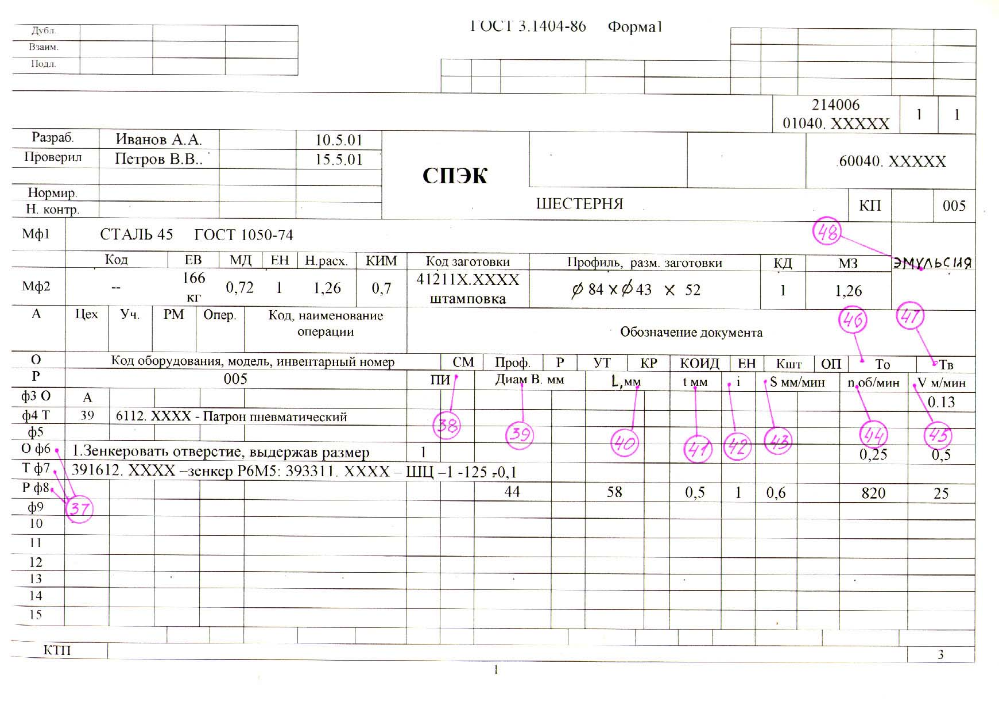 ГОСТ 3.1404-86 Форма1
Дубл.
Взаим.
Подл.
214006
01040. XXXXX 1 1
Разраб. Иванов А.А. 10.5.01
Проверил Петров В.В.. 15.5.01
СПЭК
.60040. XXXXX
Нормир.
Н. контр.
ШЕСТЕРНЯ КП 005
Мф1 СТАЛЬ 45 ГОСТ 1050-74
48
ЭМУЛЬСИЯ
Код ЕВ МД ЕН Н.расх. КИМ Код заготовки Профиль, разм. заготовки КД МЗ
Мф2 -- 166 кг 0,72 1 1,26 0,7 41211X.XXXX штамповка ϕ 84 X ϕ 43 X 52 1 1,26
А Цех Уч. РМ Опер. Код, наименование операции Обозначение документа
46 47
О Код оборудования, модель, инвентарный номер СМ Проф. Р УТ КР КОИД ЕН Кшт ОП То Тв
Р 005 ПИ Диам В. мм L,мм t мм i S мм/мин n,об/мин V м/мин
ф3 О А 0.13
ф4 Т 39 6112. XXXX - Патрон пневматический
38 39 40 41 42 43 44 45
ф5
О ф6 1.Зенкеровать отверстие, выдержав размер 1 0,25 0,5
Т ф7 391612. XXXX –зенкер Р6М5: 393311. XXXX – ШЦ –1 -125 -0,1
Р ф8 44 58 0,5 1 0,6 820 25
37
ф9
10
11
12
13
14
15
КТП 3
1